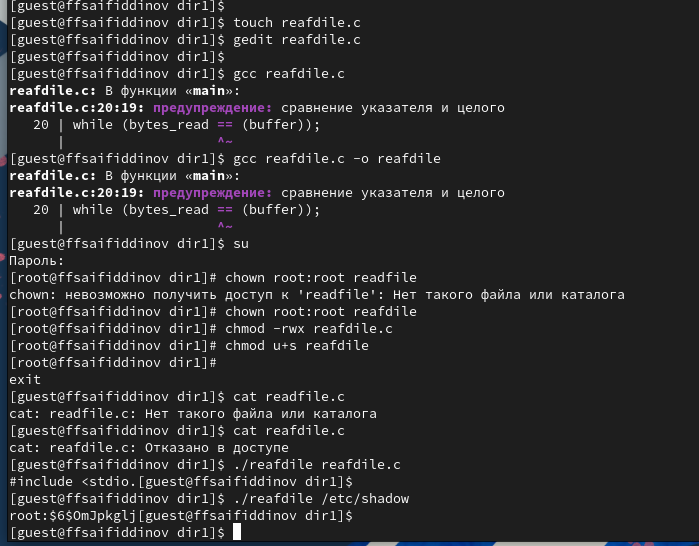 [guest@ffsaifiddinov dir1]$
[guest@ffsaifiddinov dir1]$ touch reafdile.c
[guest@ffsaifiddinov dir1]$ gedit reafdile.c
[guest@ffsaifiddinov dir1]$
[guest@ffsaifiddinov dir1]$ gcc reafdile.c
reafdile.c: В функции «main»:
reafdile.c:20:19: предупреждение: сравнение указателя и целого
20 | while (bytes_read == (buffer));
| ^~
[guest@ffsaifiddinov dir1]$ gcc reafdile.c -o reafdile
reafdile.c: В функции «main»:
reafdile.c:20:19: предупреждение: сравнение указателя и целого
20 | while (bytes_read == (buffer));
| ^~
[guest@ffsaifiddinov dir1]$ su
Пароль:
[root@ffsaifiddinov dir1]# chown root:root readfile
chown: невозможно получить доступ к 'readfile': Нет такого файла или каталога
[root@ffsaifiddinov dir1]# chown root:root reafdile
[root@ffsaifiddinov dir1]# chmod -rwx reafdile.c
[root@ffsaifiddinov dir1]# chmod u+s reafdile
[root@ffsaifiddinov dir1]#
exit
[guest@ffsaifiddinov dir1]$ cat readfile.c
cat: readfile.c: Нет такого файла или каталога
[guest@ffsaifiddinov dir1]$ cat reafdile.c
cat: reafdile.c: Отказано в доступе
[guest@ffsaifiddinov dir1]$ ./reafdile reafdile.c
#include <stdio.[guest@ffsaifiddinov dir1]$
[guest@ffsaifiddinov dir1]$ ./reafdile /etc/shadow
root:$6$OmJpkglj[guest@ffsaifiddinov dir1]$
[guest@ffsaifiddinov dir1]$